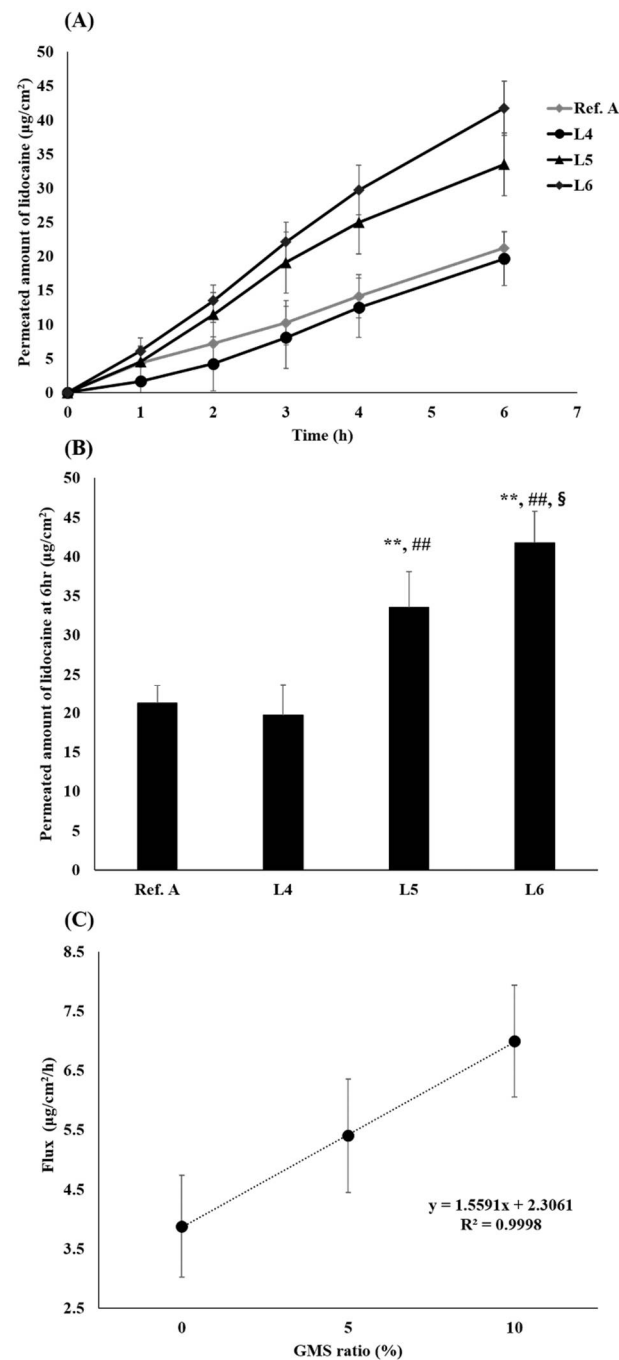 (A)
Permeated amount of lidocaine (µg/cm²)
50
45
40
35
30
25
20
15
10
5
0
0 1 2 3 4 5 6 7
Time (h)
Ref. A
L4
L5
L6
(B)
Permeated amount of lidocaine at 6hr (µg/cm²)
50
45
40
35
30
25
20
15
10
5
0
**, ##
**, ##, §
Ref. A L4 L5 L6
(C)
Flux (µg/cm²/h)
8.5
7.5
6.5
5.5
4.5
3.5
2.5
y = 1.5591x + 2.3061
R² = 0.9998
0 5 10
GMS ratio (%)